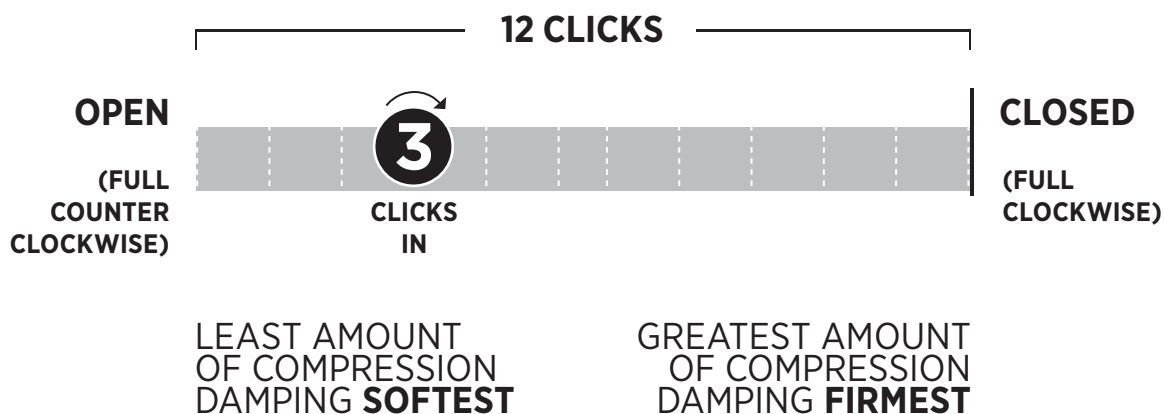 12 CLICKS
OPEN
(FULL
COUNTER
CLOCKWISE)
3
CLICKS
IN
CLOSED
(FULL
CLOCKWISE)
LEAST AMOUNT
OF COMPRESSION
DAMPING SOFTEST
GREATEST AMOUNT
OF COMPRESSION
DAMPING FIRMEST